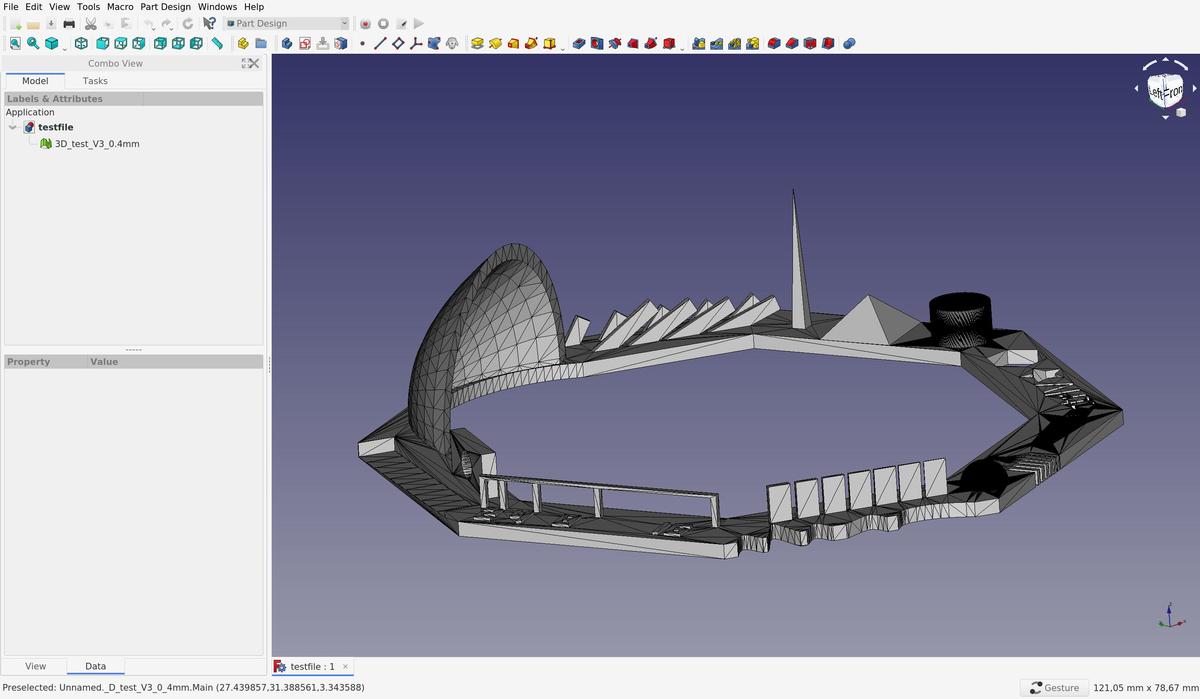 File Edit View Tools Macro Part Design Windows Help
Part Design
Combo View
Model Tasks
Labels & Attributes
Application
testfile
3D_test_V3_0.4mm
Property Value
View Data
testfile : 1
Preselected: Unnamed._D_test_V3_0_4mm.Main (27.439857,31.388561,3.343588)
Gesture 121,05 mm x 78,67 mm